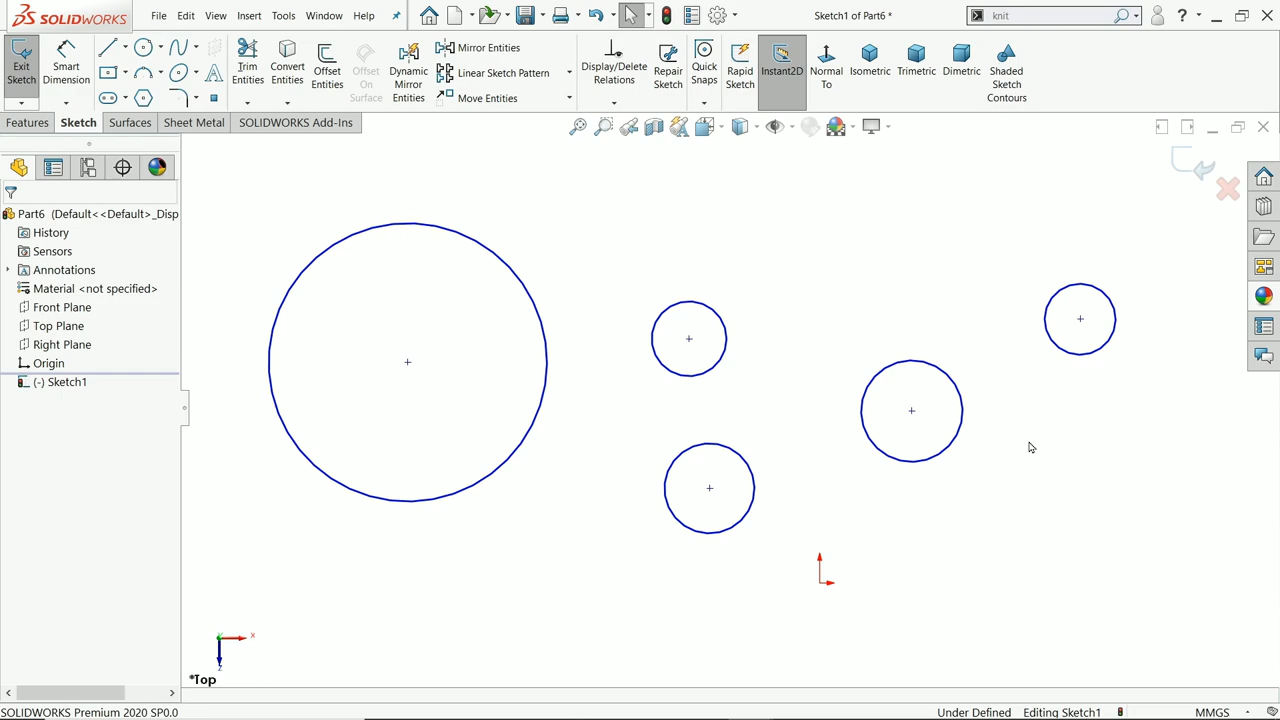 SOLIDWORKS File Edit View Insert Tools Window Help Sketch1 of Part6 * knit ?
Exit Sketch
Smart Dimension
Trim Entities
Convert Entities
Offset Entities
Offset On Surface
Dynamic Mirror Entities
Mirror Entities
Linear Sketch Pattern
Move Entities
Display/Delete Relations
Repair Sketch
Quick Snaps
Rapid Sketch
Instant2D
Normal To
Isometric
Trimetric
Dimetric
Shaded Sketch Contours
Features Sketch Surfaces Sheet Metal SOLIDWORKS Add-Ins
Part6 (Default<<Default>_Disp
History
Sensors
Annotations
Material <not specified>
Front Plane
Top Plane
Right Plane
Origin
(-) Sketch1
x
*Top
SOLIDWORKS Premium 2020 SP0.0 Under Defined Editing Sketch1 MMGS